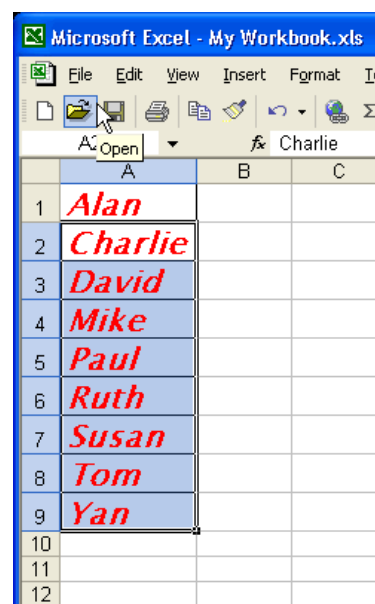 Microsoft Excel - My Workbook.xls
File Edit View Insert Format
Σ
Open
fx Charlie
A B C
1 Alan
2 Charlie
3 David
4 Mike
5 Paul
6 Ruth
7 Susan
8 Tom
9 Yan
10
11
12